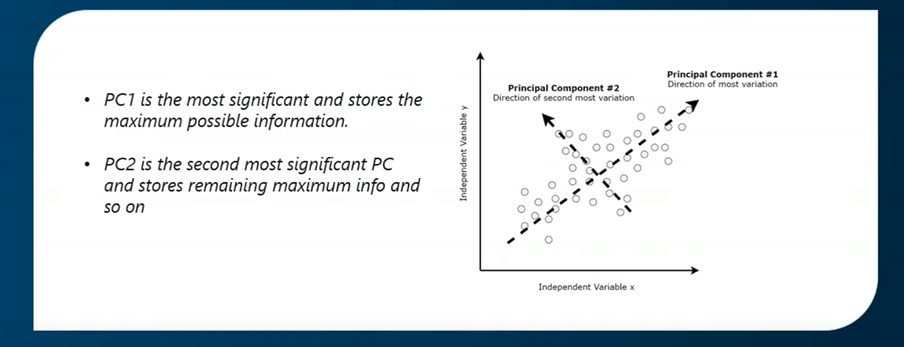 • PC1 is the most significant and stores the
maximum possible information.
• PC2 is the second most significant PC
and stores remaining maximum info and
so on
Principal Component #1
Direction of most variation
Principal Component #2
Direction of second most variation
Independent Variable y
Independent Variable x